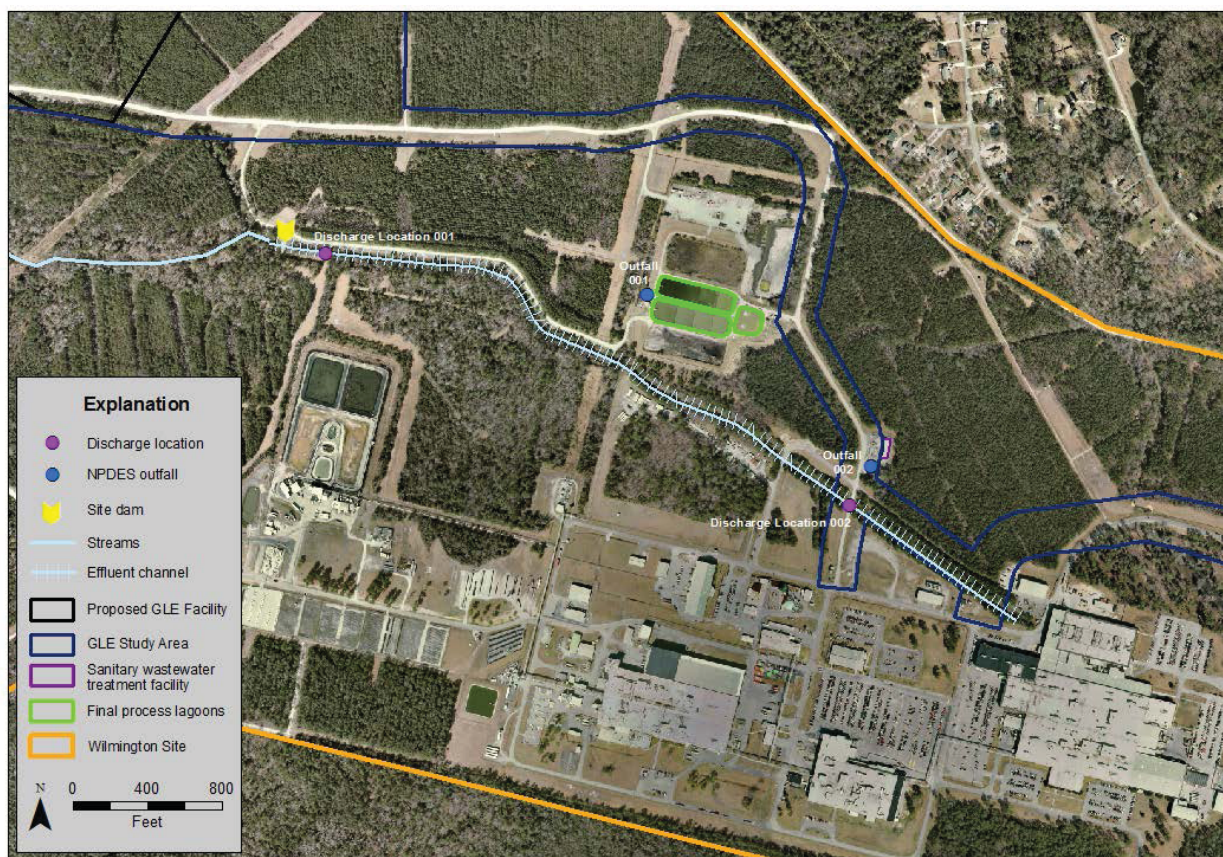 Discharge Location 001
Outfall
001
Outfall
002
Discharge Location 002
Explanation
Discharge location
NPDES outfall
Site dam
Streams
Effluent channel
Proposed GLE Facility
GLE Study Area
Sanitary wastewater
treatment facility
Final process lagoons
Wilmington Site
N
0 400 800
Feet